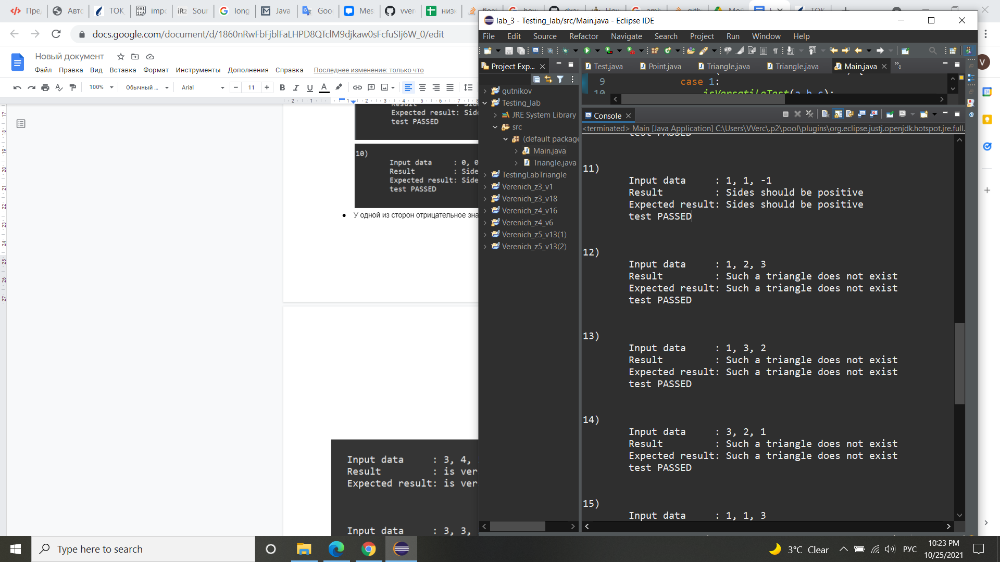 Пред
Авто
ТОК
impo
Sour
long
Java
Goo
Mes
vver
низк
ТОК
docs.google.com/document/d/1860nRwFbFjblFaLHPD8QTclM9djkaw0sFcfuSIj6W_0/edit
Новый документ
Файл Правка Вид Вставка Формат Инструменты Дополнения Справка Последнее изменение: только что
100% Обычный ... Arial 11
Expected result: Side
test PASSED
10)
Input data : 0, 0
Result : Side
Expected result: Side
test PASSED
У одной из сторон отрицательное зна
Input data : 3, 4,
Result : is ver
Expected result: is ver
Input data : 3, 3,
lab_3 - Testing_lab/src/Main.java - Eclipse IDE
File Edit Source Refactor Navigate Search Project Run Window Help
Project Exp...
gutnikov
Testing_lab
JRE System Library
src
(default package
Main.java
Triangle.java
TestingLabTriangle
Verenich_z3_v1
Verenich_z3_v18
Verenich_z4_v16
Verenich_z4_v6
Verenich_z5_v13(1)
Verenich_z5_v13(2)
Test.java Point.java Triangle.java Triangle.java Main.java
9 case 1:
10 isVersatileTest(a,b,c);
Console
<terminated> Main [Java Application] C:\Users\VVerc\.p2\pool\plugins\org.eclipse.justj.openjdk.hotspot.jre.full.
test PASSED
11)
Input data : 1, 1, -1
Result : Sides should be positive
Expected result: Sides should be positive
test PASSED
12)
Input data : 1, 2, 3
Result : Such a triangle does not exist
Expected result: Such a triangle does not exist
test PASSED
13)
Input data : 1, 3, 2
Result : Such a triangle does not exist
Expected result: Such a triangle does not exist
test PASSED
14)
Input data : 3, 2, 1
Result : Such a triangle does not exist
Expected result: Such a triangle does not exist
test PASSED
15)
Input data : 1, 1, 3
Type here to search
3°C Clear
РУС
10:23 PM
10/25/2021